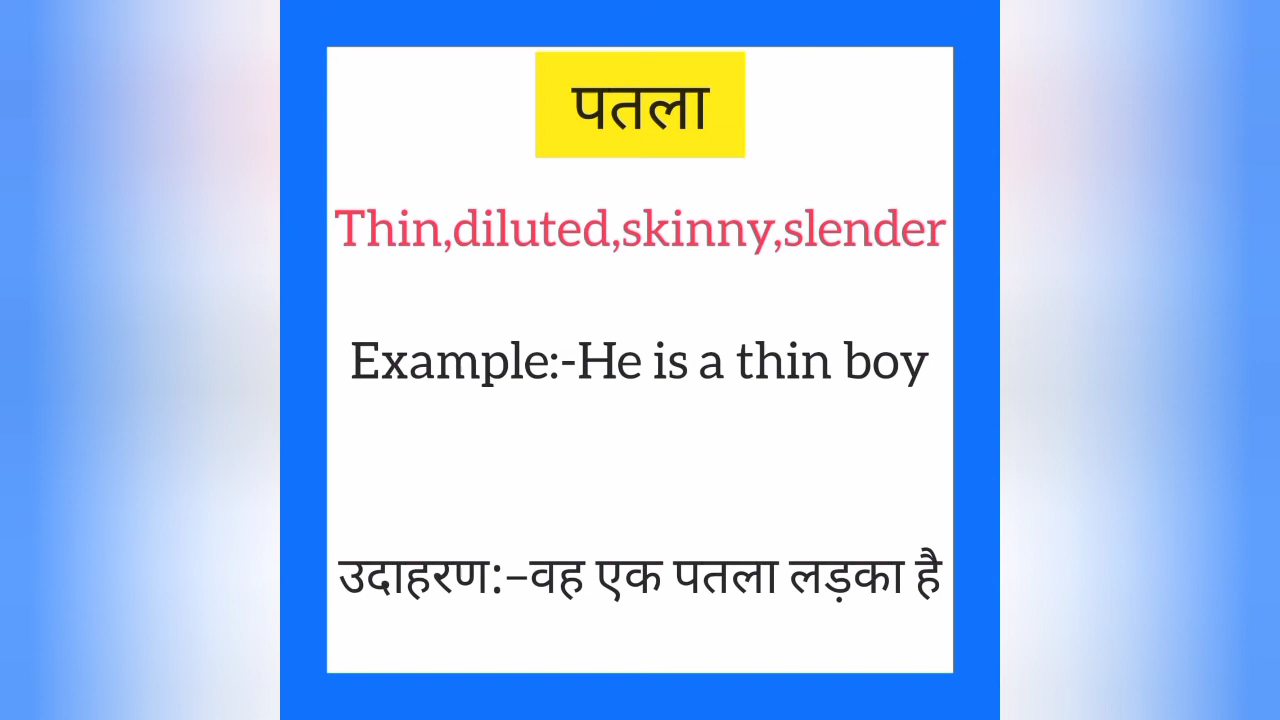 पतला
Thin,diluted,skinny,slender
Example:-He is a thin boy
उदाहरण:–वह एक पतला लड़का है